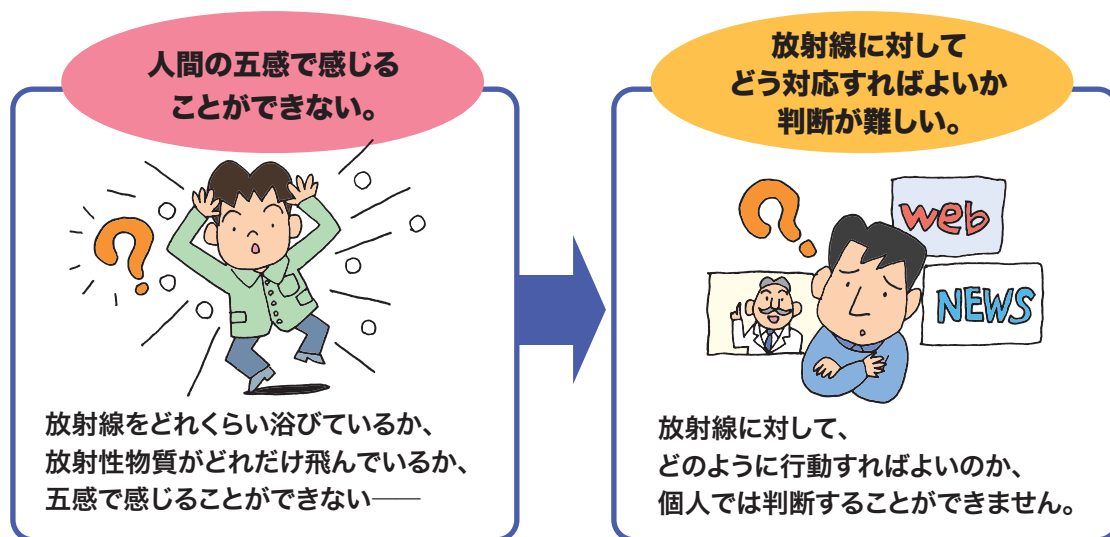 人間の五感で感じる
ことができない。
放射線をどれくらい浴びているか、
放射性物質がどれだけ飛んでいるか、
五感で感じることができない──
放射線に対して
どう対応すればよいか
判断が難しい。
web
NEWS
放射線に対して、
どのように行動すればよいのか、
個人では判断することができません。